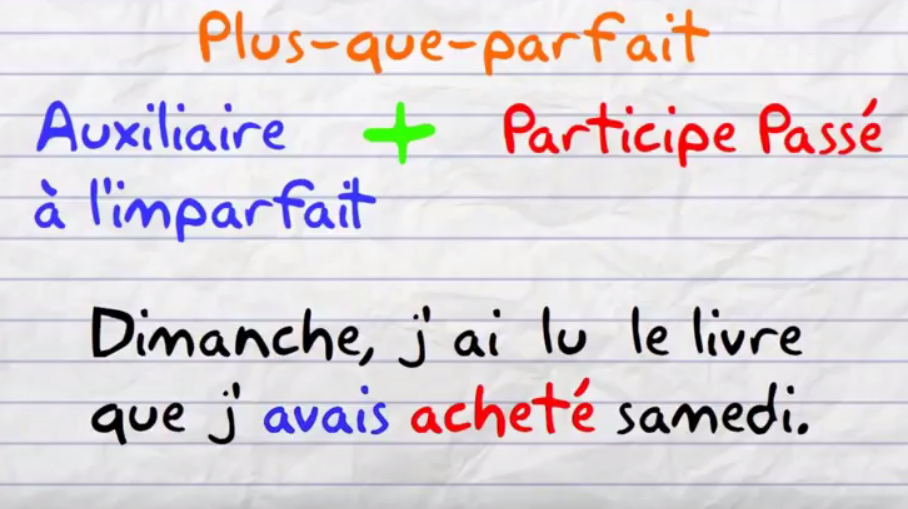 Plus-que-parfait
Auxiliaire + Participe Passé
à l'imparfait
Dimanche, j'ai lu le livre
que j'avais acheté samedi.